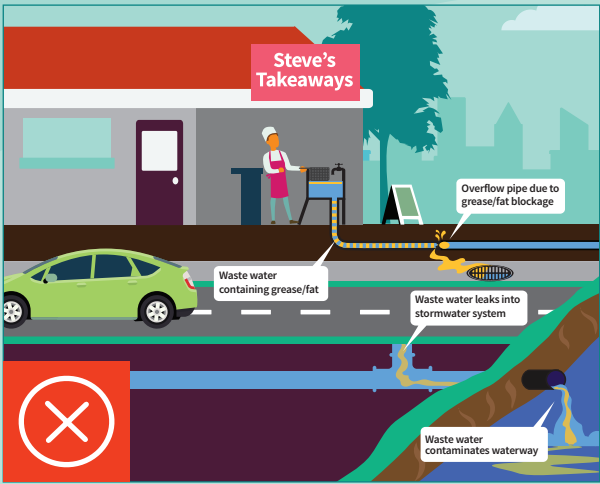 Steve's
Takeaways
Overflow pipe due to
grease/fat blockage
Waste water
containing grease/fat
Waste water leaks into
stormwater system
Waste water
contaminates waterway